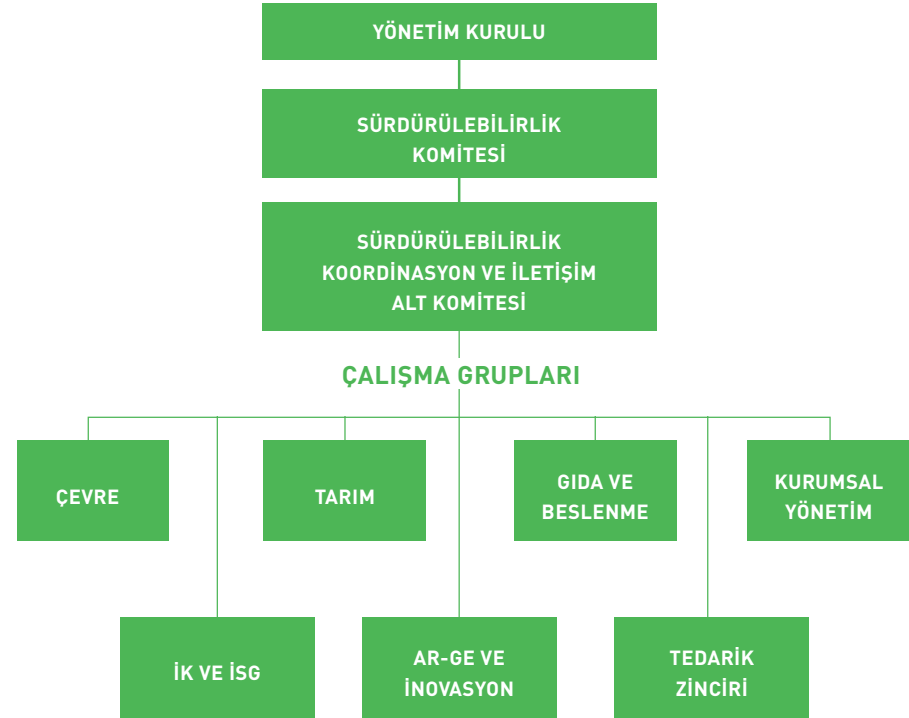 YÖNETİM KURULU
SÜRDÜRÜLEBİLİRLİK
KOMİTESİ
SÜRDÜRÜLEBİLİRLİK
KOORDİNASYON VE İLETİŞİM
ALT KOMİTESİ
ÇALIŞMA GRUPLARI
ÇEVRE
TARIM
GIDA VE
BESLENME
KURUMSAL
YÖNETİM
İK VE İSG
AR-GE VE
İNOVASYON
TEDARİK
ZİNCİRİ